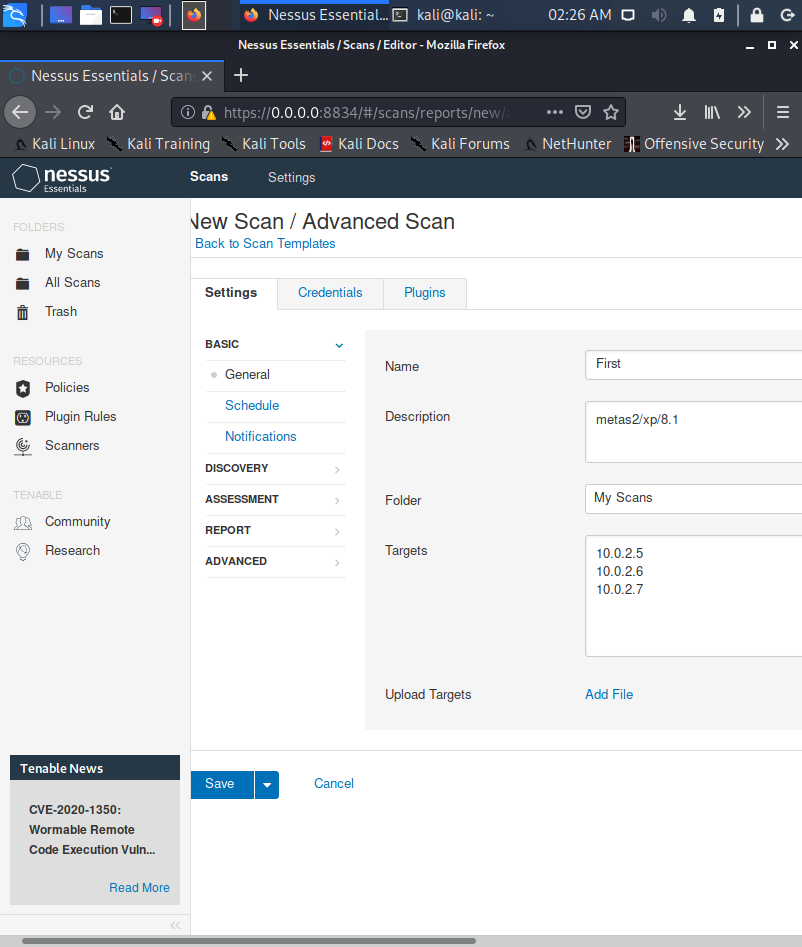 Nessus Essential...
kali@kali: ~
02:26 AM
Nessus Essentials / Scans / Editor - Mozilla Firefox
Nessus Essentials / Scans
https://0.0.0.0:8834/#/scans/reports/new/
Kali Linux
Kali Training
Kali Tools
Kali Docs
Kali Forums
NetHunter
Offensive Security
nessus
Essentials
Scans
Settings
FOLDERS
My Scans
All Scans
Trash
RESOURCES
Policies
Plugin Rules
Scanners
TENABLE
Community
Research
Tenable News
CVE-2020-1350:
Wormable Remote
Code Execution Vuln...
Read More
New Scan / Advanced Scan
Back to Scan Templates
Settings
Credentials
Plugins
BASIC
General
Schedule
Notifications
DISCOVERY
ASSESSMENT
REPORT
ADVANCED
Name
First
Description
metas2/xp/8.1
Folder
My Scans
Targets
10.0.2.5
10.0.2.6
10.0.2.7
Upload Targets
Add File
Save
Cancel